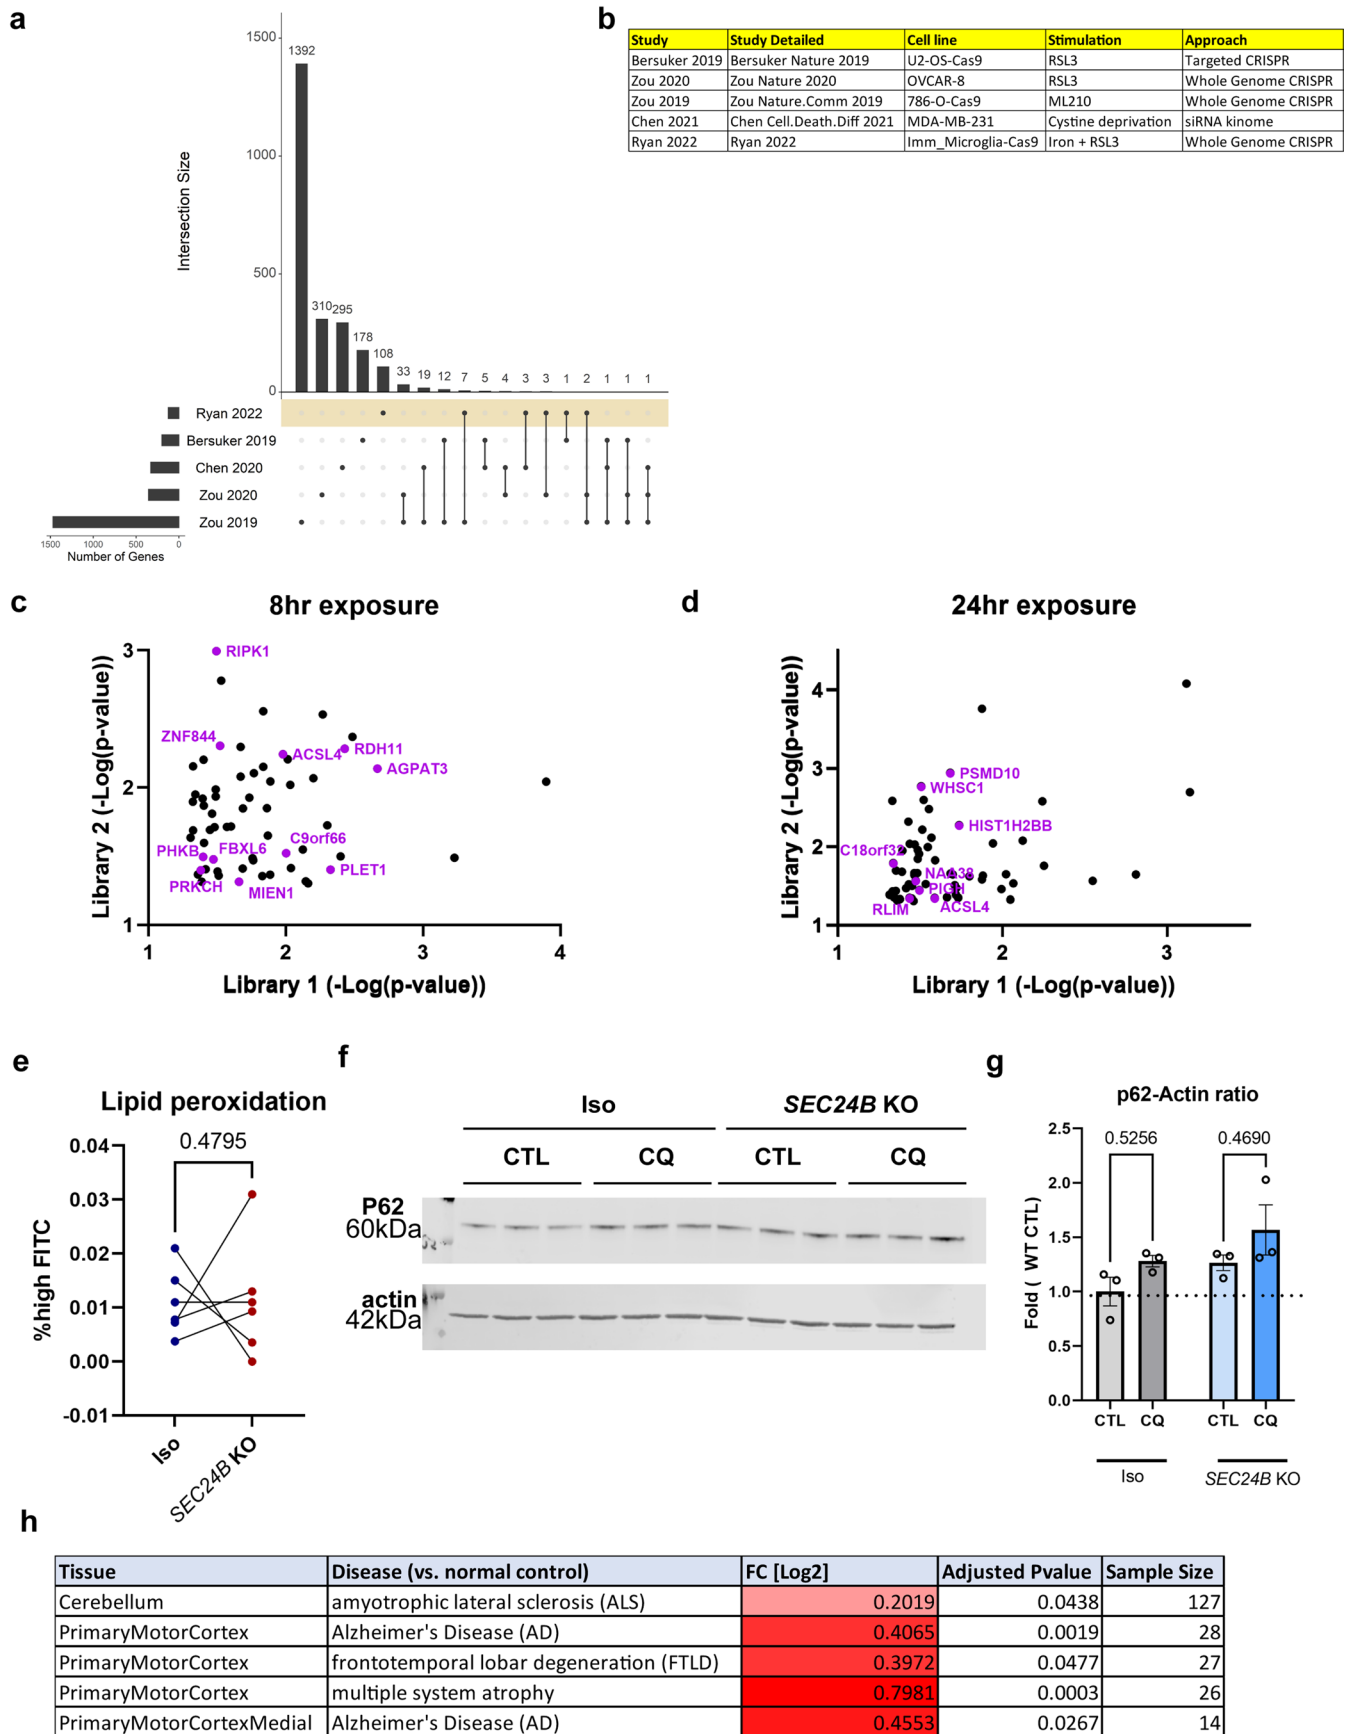 a
Intersection Size
1500
1000
500
0
1392
310
295
178
108
33
19
12
7
5
4
3
3
1
2
1
1
1
Ryan 2022
Bersuker 2019
Chen 2020
Zou 2020
Zou 2019
1500 1000 500 0
Number of Genes
b
Study Study Detailed Cell line Stimulation Approach
Bersuker 2019 Bersuker Nature 2019 U2-OS-Cas9 RSL3 Targeted CRISPR
Zou 2020 Zou Nature 2020 OVCAR-8 RSL3 Whole Genome CRISPR
Zou 2019 Zou Nature.Comm 2019 786-O-Cas9 ML210 Whole Genome CRISPR
Chen 2021 Chen Cell.Death.Diff 2021 MDA-MB-231 Cystine deprivation siRNA kinome
Ryan 2022 Ryan 2022 Imm_Microglia-Cas9 Iron + RSL3 Whole Genome CRISPR
c
8hr exposure
Library 2 (-Log(p-value))
3
2
1
RIPK1
ZNF844
ACSL4
RDH11
AGPAT3
C9orf66
PHKB
FBXL6
PLET1
PRKCH
MIEN1
1 2 3 4
Library 1 (-Log(p-value))
d
24hr exposure
Library 2 (-Log(p-value))
4
3
2
1
PSMD10
WHSC1
HIST1H2BB
C18orf32
NAA38
PIGH
RLIM
ACSL4
1 2 3
Library 1 (-Log(p-value))
e
Lipid peroxidation
0.4795
%high FITC
0.04
0.03
0.02
0.01
0.00
-0.01
Iso
SEC24B KO
f
Iso SEC24B KO
CTL CQ CTL CQ
P62
60kDa
actin
42kDa
g
p62-Actin ratio
0.5256 0.4690
Fold ( WT CTL)
2.5
2.0
1.5
1.0
0.5
0.0
CTL CQ CTL CQ
Iso SEC24B KO
h
Tissue Disease (vs. normal control) FC [Log2] Adjusted Pvalue Sample Size
Cerebellum amyotrophic lateral sclerosis (ALS) 0.2019 0.0438 127
PrimaryMotorCortex Alzheimer's Disease (AD) 0.4065 0.0019 28
PrimaryMotorCortex frontotemporal lobar degeneration (FTLD) 0.3972 0.0477 27
PrimaryMotorCortex multiple system atrophy 0.7981 0.0003 26
PrimaryMotorCortexMedial Alzheimer's Disease (AD) 0.4553 0.0267 14